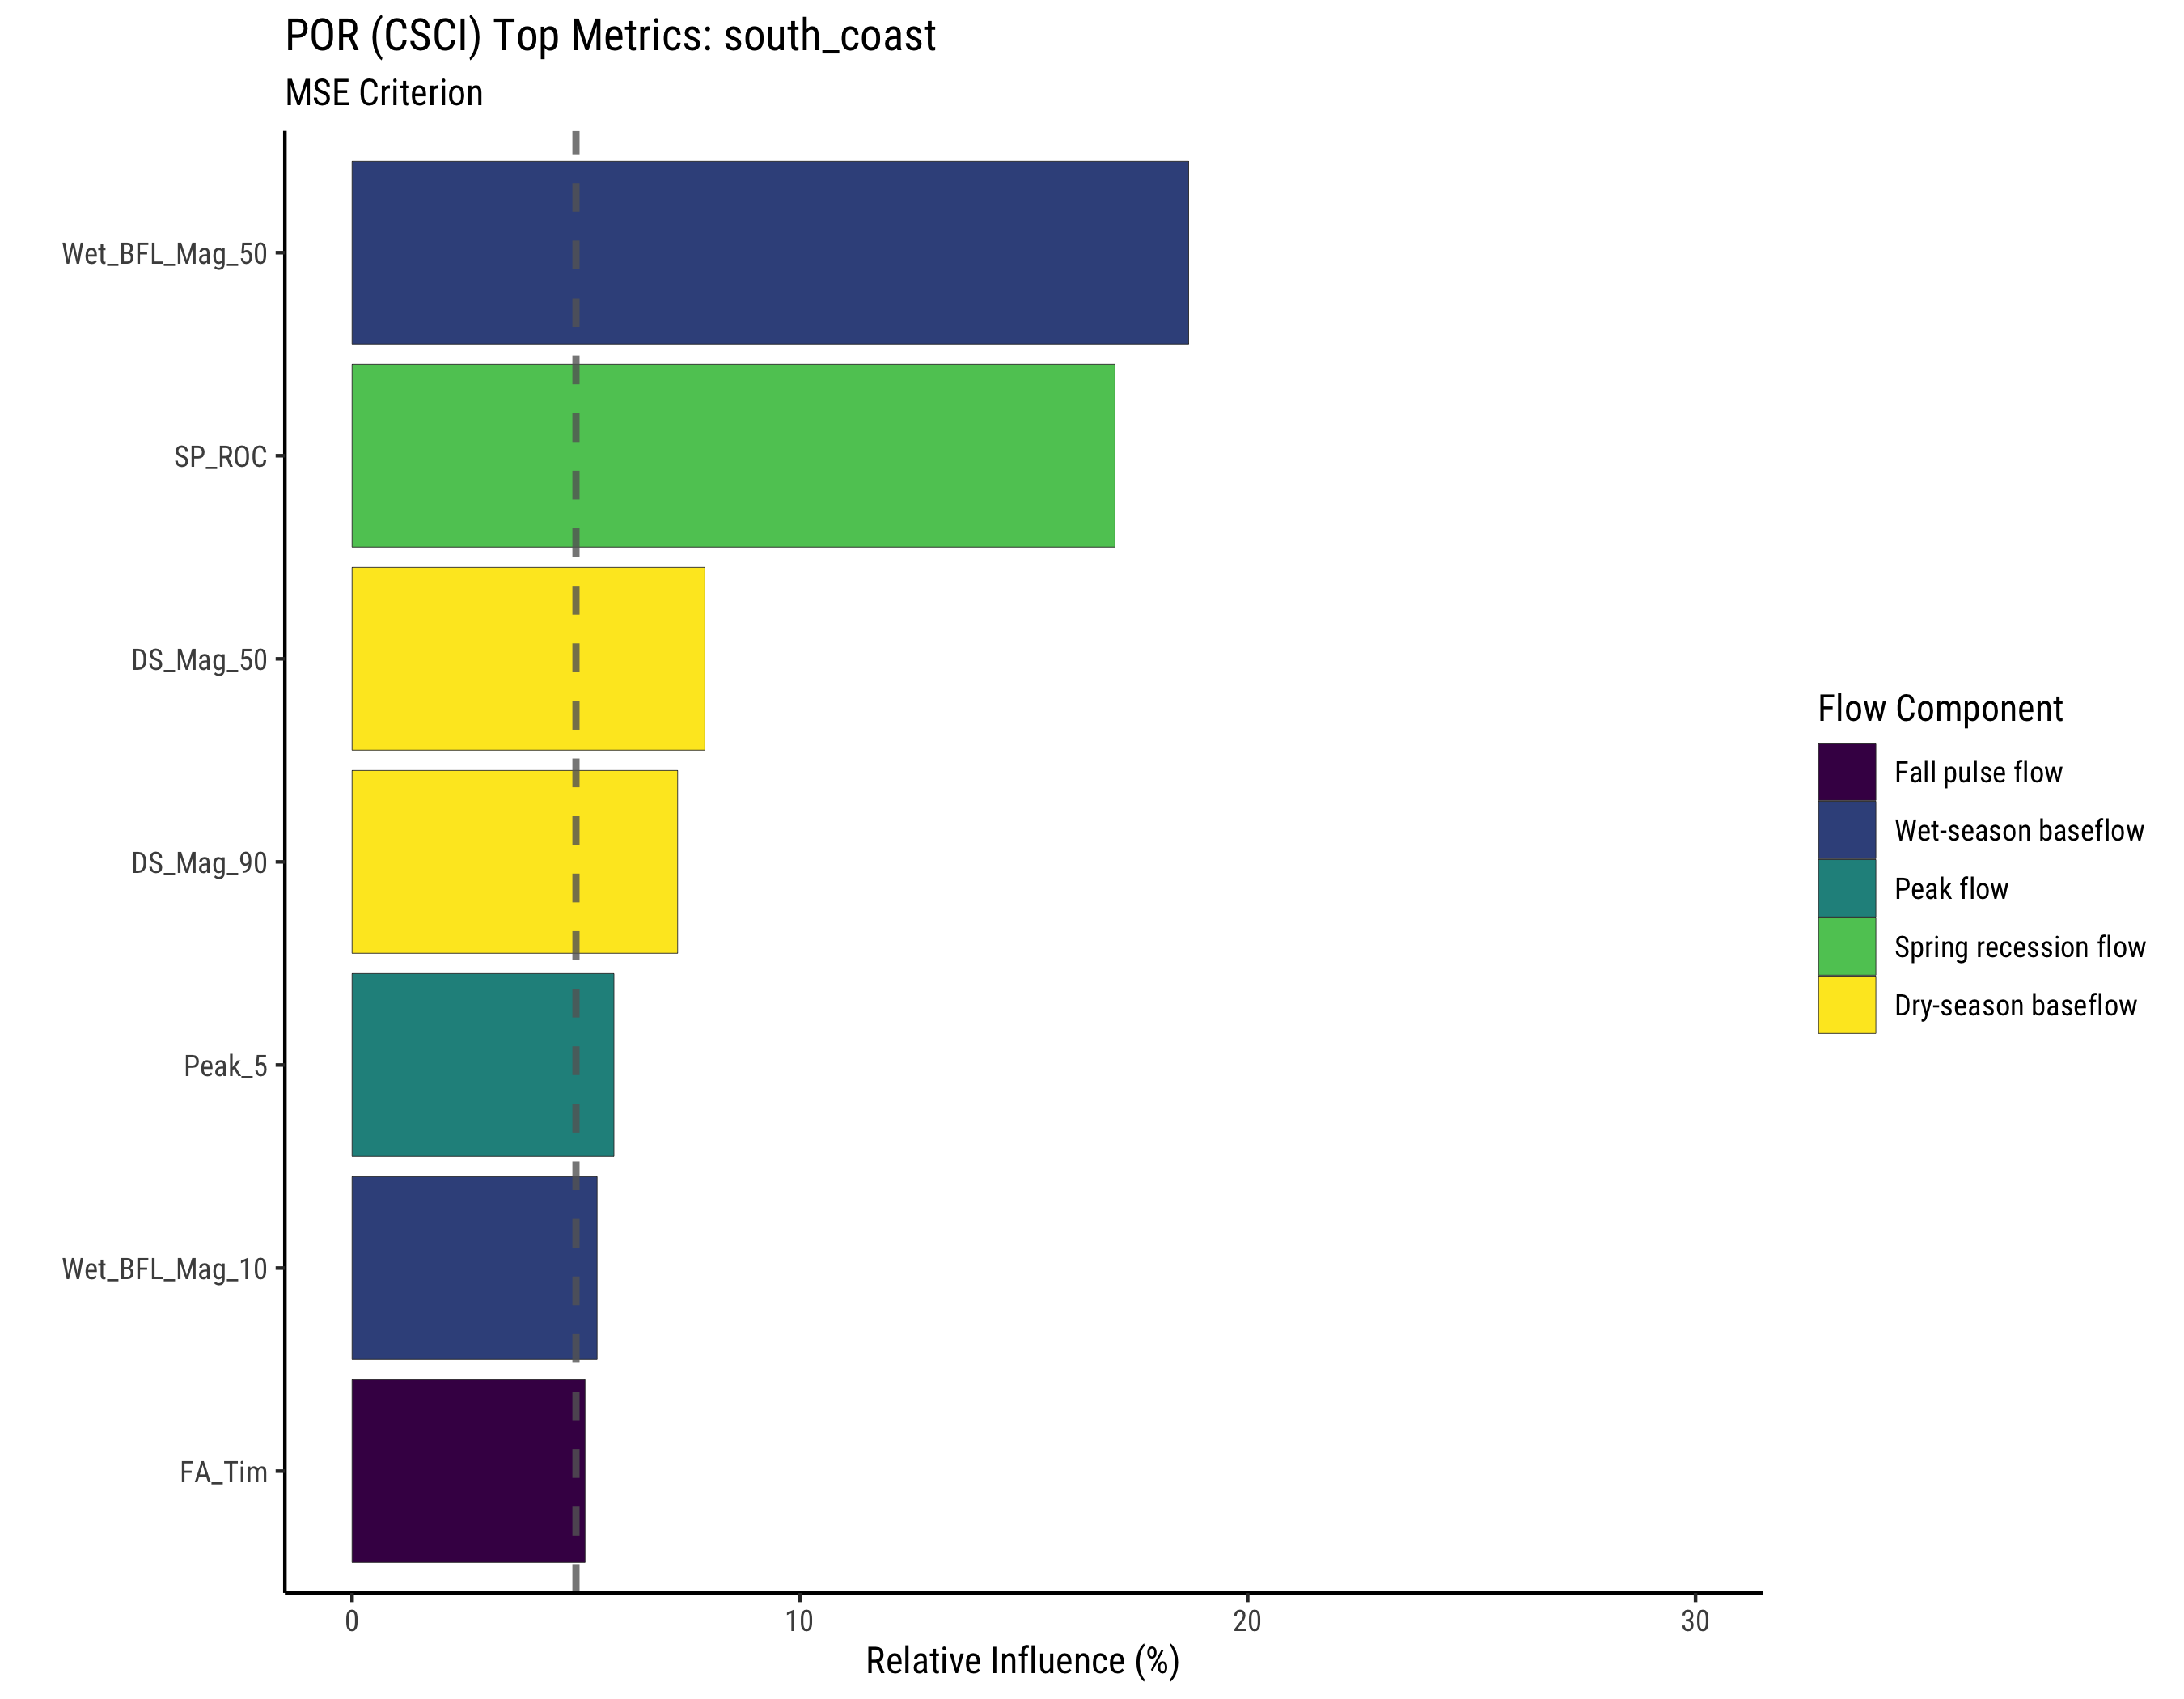 POR (CSCI) Top Metrics: south_coast
MSE Criterion
Wet_BFL_Mag_50
SP_ROC
DS_Mag_50
DS_Mag_90
Peak_5
Wet_BFL_Mag_10
FA_Tim
0 10 20 30
Relative Influence (%)
Flow Component
Fall pulse flow
Wet-season baseflow
Peak flow
Spring recession flow
Dry-season baseflow